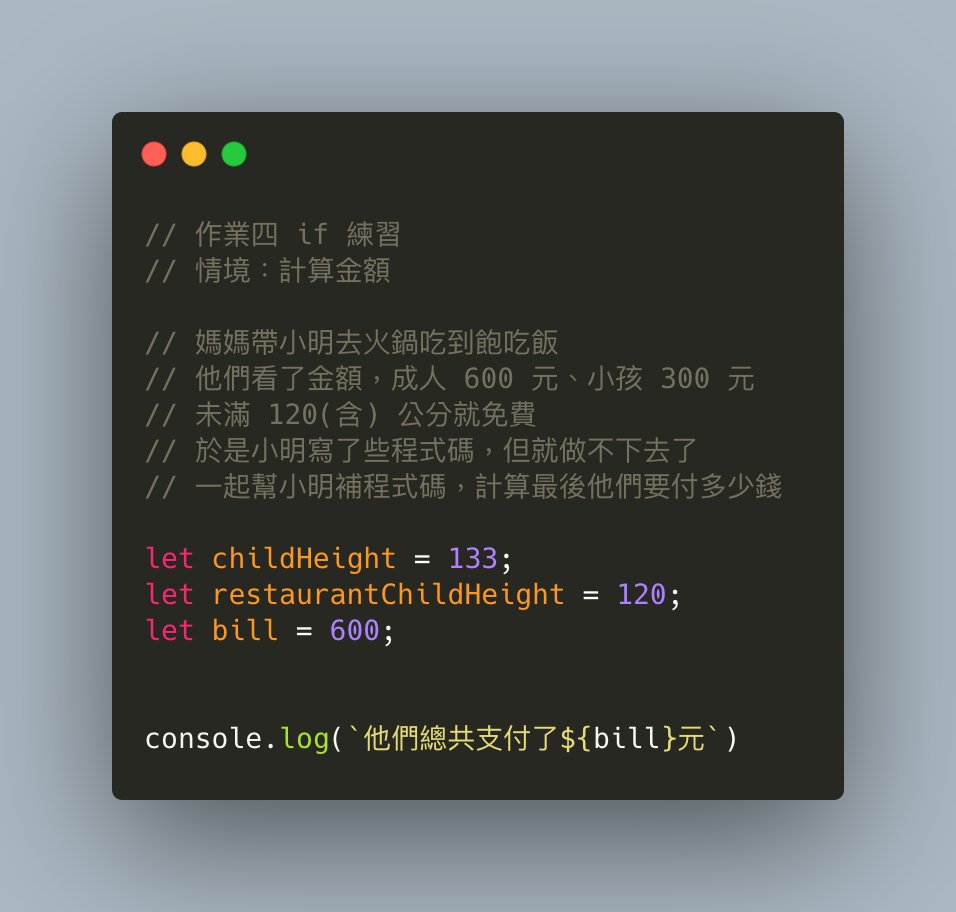 // 作業四 if 練習
// 情境：計算金額
// 媽媽帶小明去火鍋吃到飽吃飯
// 他們看了金額，成人 600 元、小孩 300 元
// 未滿 120(含) 公分就免費
// 於是小明寫了些程式碼，但就做不下去了
// 一起幫小明補程式碼，計算最後他們要付多少錢
let childHeight = 133;
let restaurantChildHeight = 120;
let bill = 600;
console.log(`他們總共支付了${bill}元`)